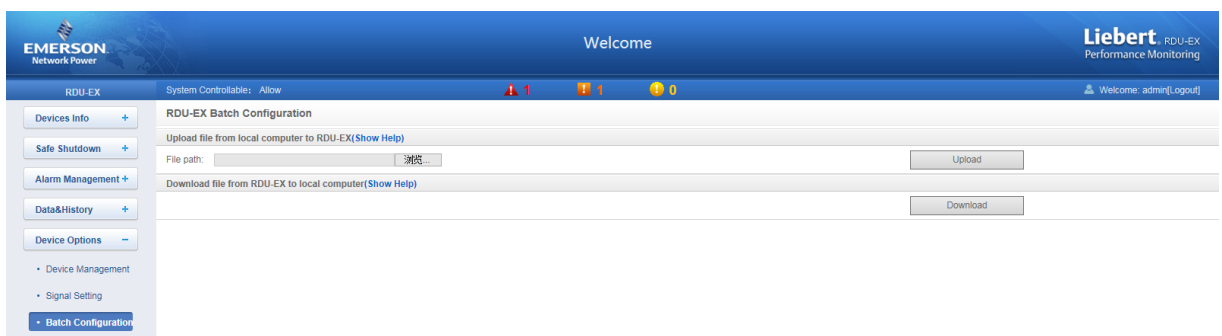 EMERSON
Network Power
Welcome
Liebert. RDU-EX
Performance Monitoring
RDU-EX
System Controllable: Allow
1
1
0
Welcome: admin[Logout]
Devices Info +
Safe Shutdown +
Alarm Management +
Data&History +
Device Options −
• Device Management
• Signal Setting
• Batch Configuration
RDU-EX Batch Configuration
Upload file from local computer to RDU-EX(Show Help)
File path: 浏览... Upload
Download file from RDU-EX to local computer(Show Help)
Download